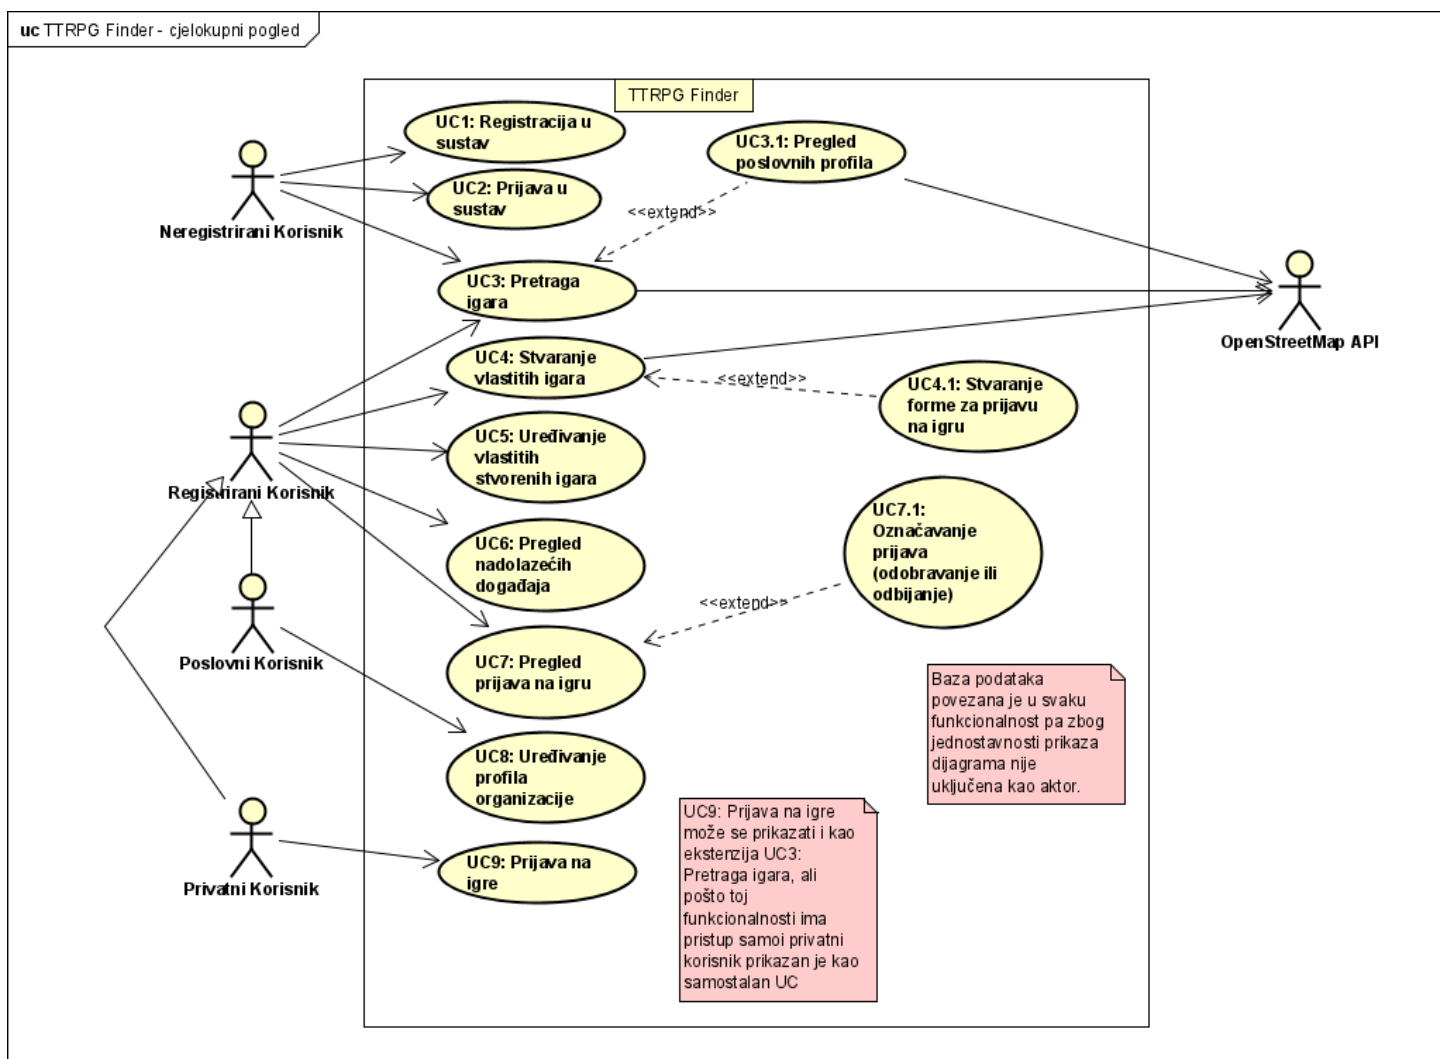 uc TTRPG Finder - cjelokupni pogled
TTRPG Finder
UC1: Registracija u
sustav
UC2: Prijava u
sustav
UC3.1: Pregled
poslovnih profila
<<extend>>
Neregistrirani Korisnik
UC3: Pretraga
igara
OpenStreetMap API
UC4: Stvaranje
vlastitih igara
<<extend>>
UC4.1: Stvaranje
forme za prijavu
na igru
UC5: Uređivanje
vlastitih
stvorenih igara
Registrirani Korisnik
UC6: Pregled
nadolazećih
događaja
UC7.1:
Označavanje
prijava
(odobravanje ili
odbijanje)
<<extend>>
Poslovni Korisnik
UC7: Pregled
prijava na igru
Baza podataka
povezana je u svaku
funkcionalnost pa zbog
jednostavnosti prikaza
dijagrama nije
uključena kao aktor.
UC8: Uređivanje
profila
organizacije
UC9: Prijava na igre
može se prikazati i kao
ekstenzija UC3:
Pretraga igara, ali
pošto toj
funkcionalnosti ima
pristup samoi privatni
korisnik prikazan je kao
samostalan UC
Privatni Korisnik
UC9: Prijava na
igre